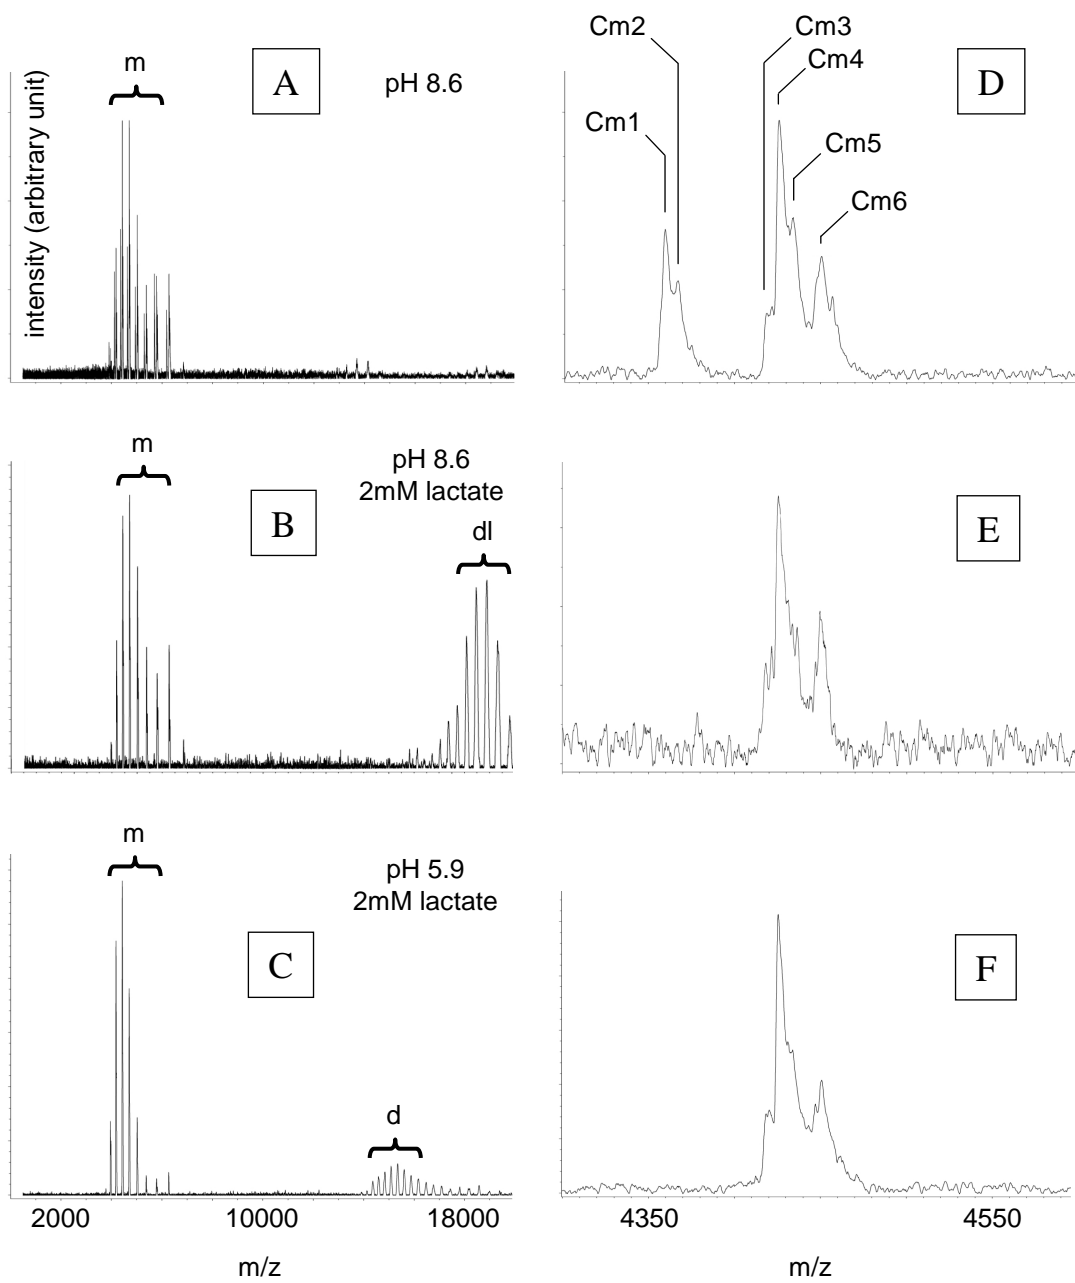 m
A
pH 8.6
intensity (arbitrary unit)
Cm2
Cm3
Cm4
Cm1
Cm5
Cm6
D
m
pH 8.6
2mM lactate
B
dl
E
m
pH 5.9
2mM lactate
C
d
F
2000
10000
18000
4350
4550
m/z
m/z